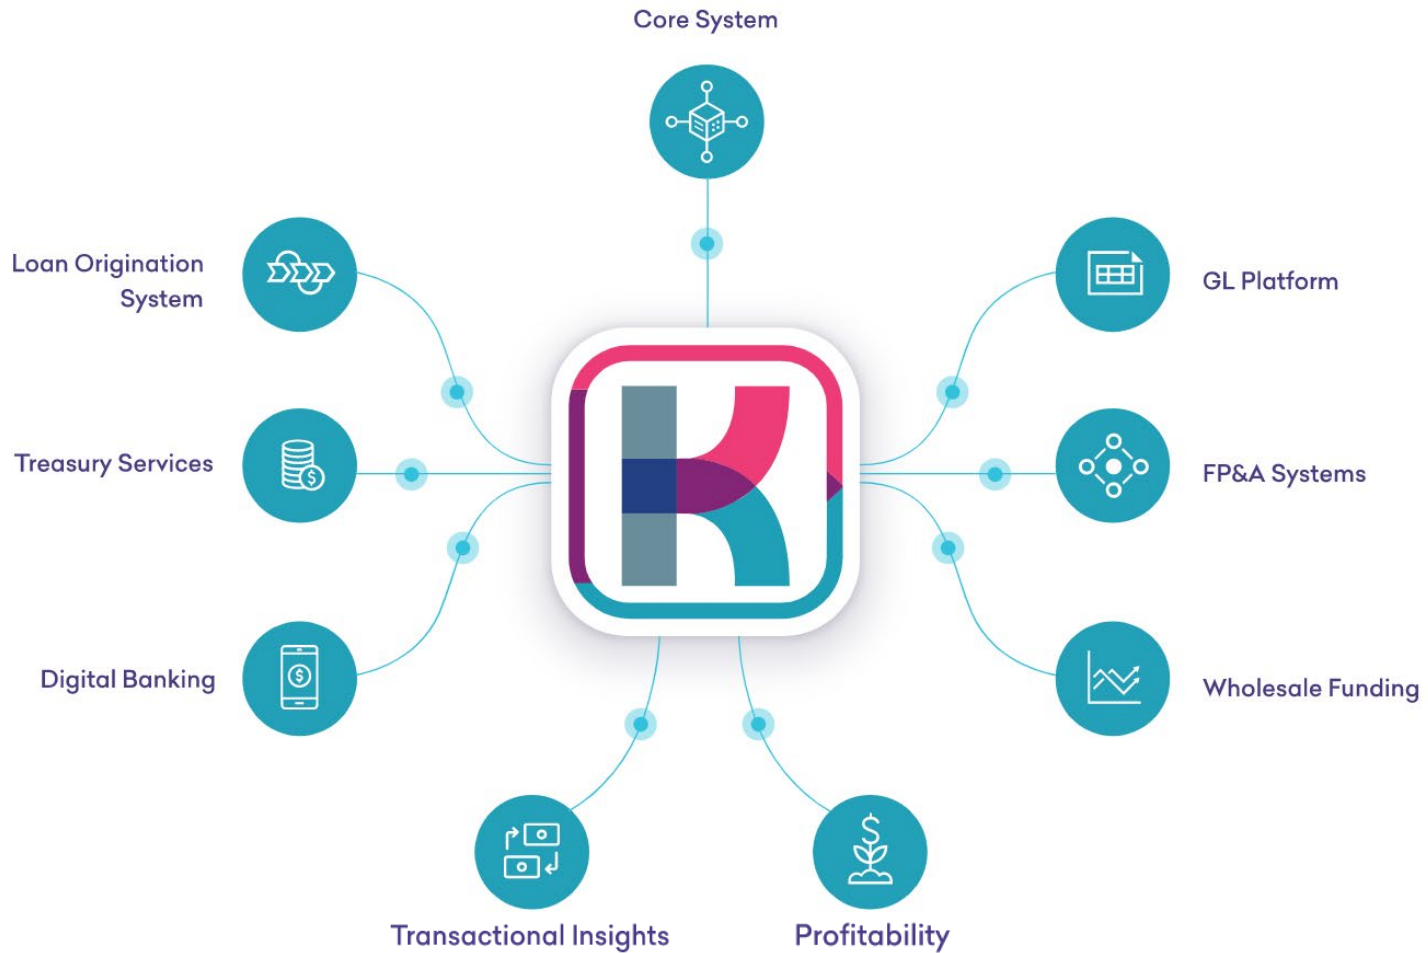 Core System
Loan Origination
System
GL Platform
Treasury Services
FP&A Systems
K
Digital Banking
Wholesale Funding
Transactional Insights
Profitability